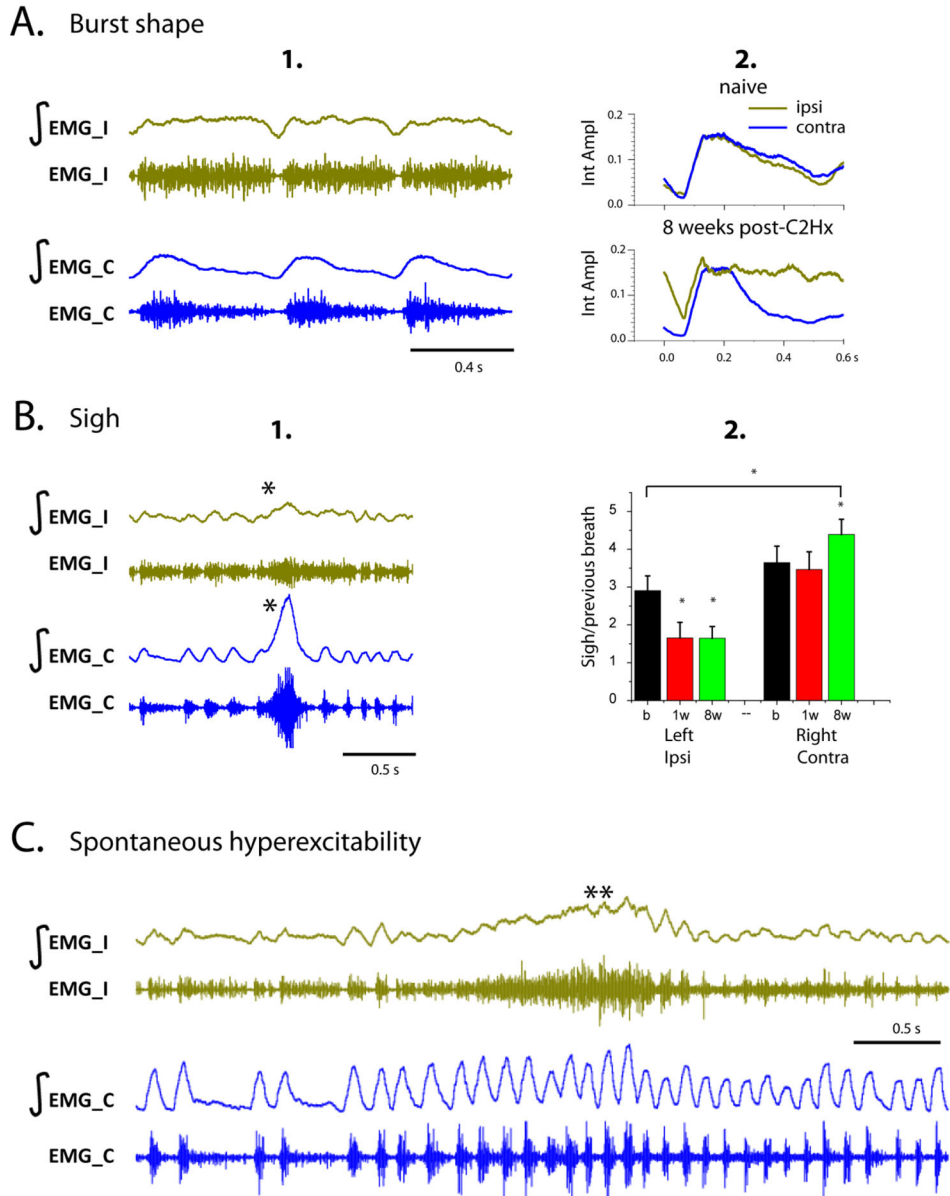 A. Burst shape
1.
2.
naive
ipsi
contra
∫EMG_I
EMG_I
∫EMG_C
EMG_C
0.4 s
Int Ampl
0.2
0.1
0.0
8 weeks post-C2Hx
Int Ampl
0.2
0.1
0.0
0.0 0.2 0.4 0.6 s
B. Sigh
1.
2.
*
∫EMG_I
EMG_I
*
∫EMG_C
EMG_C
0.5 s
*
*
* *
Sigh/previous breath
5
4
3
2
1
0
b 1w 8w -- b 1w 8w
Left Right
Ipsi Contra
C. Spontaneous hyperexcitability
**
∫EMG_I
EMG_I
0.5 s
∫EMG_C
EMG_C